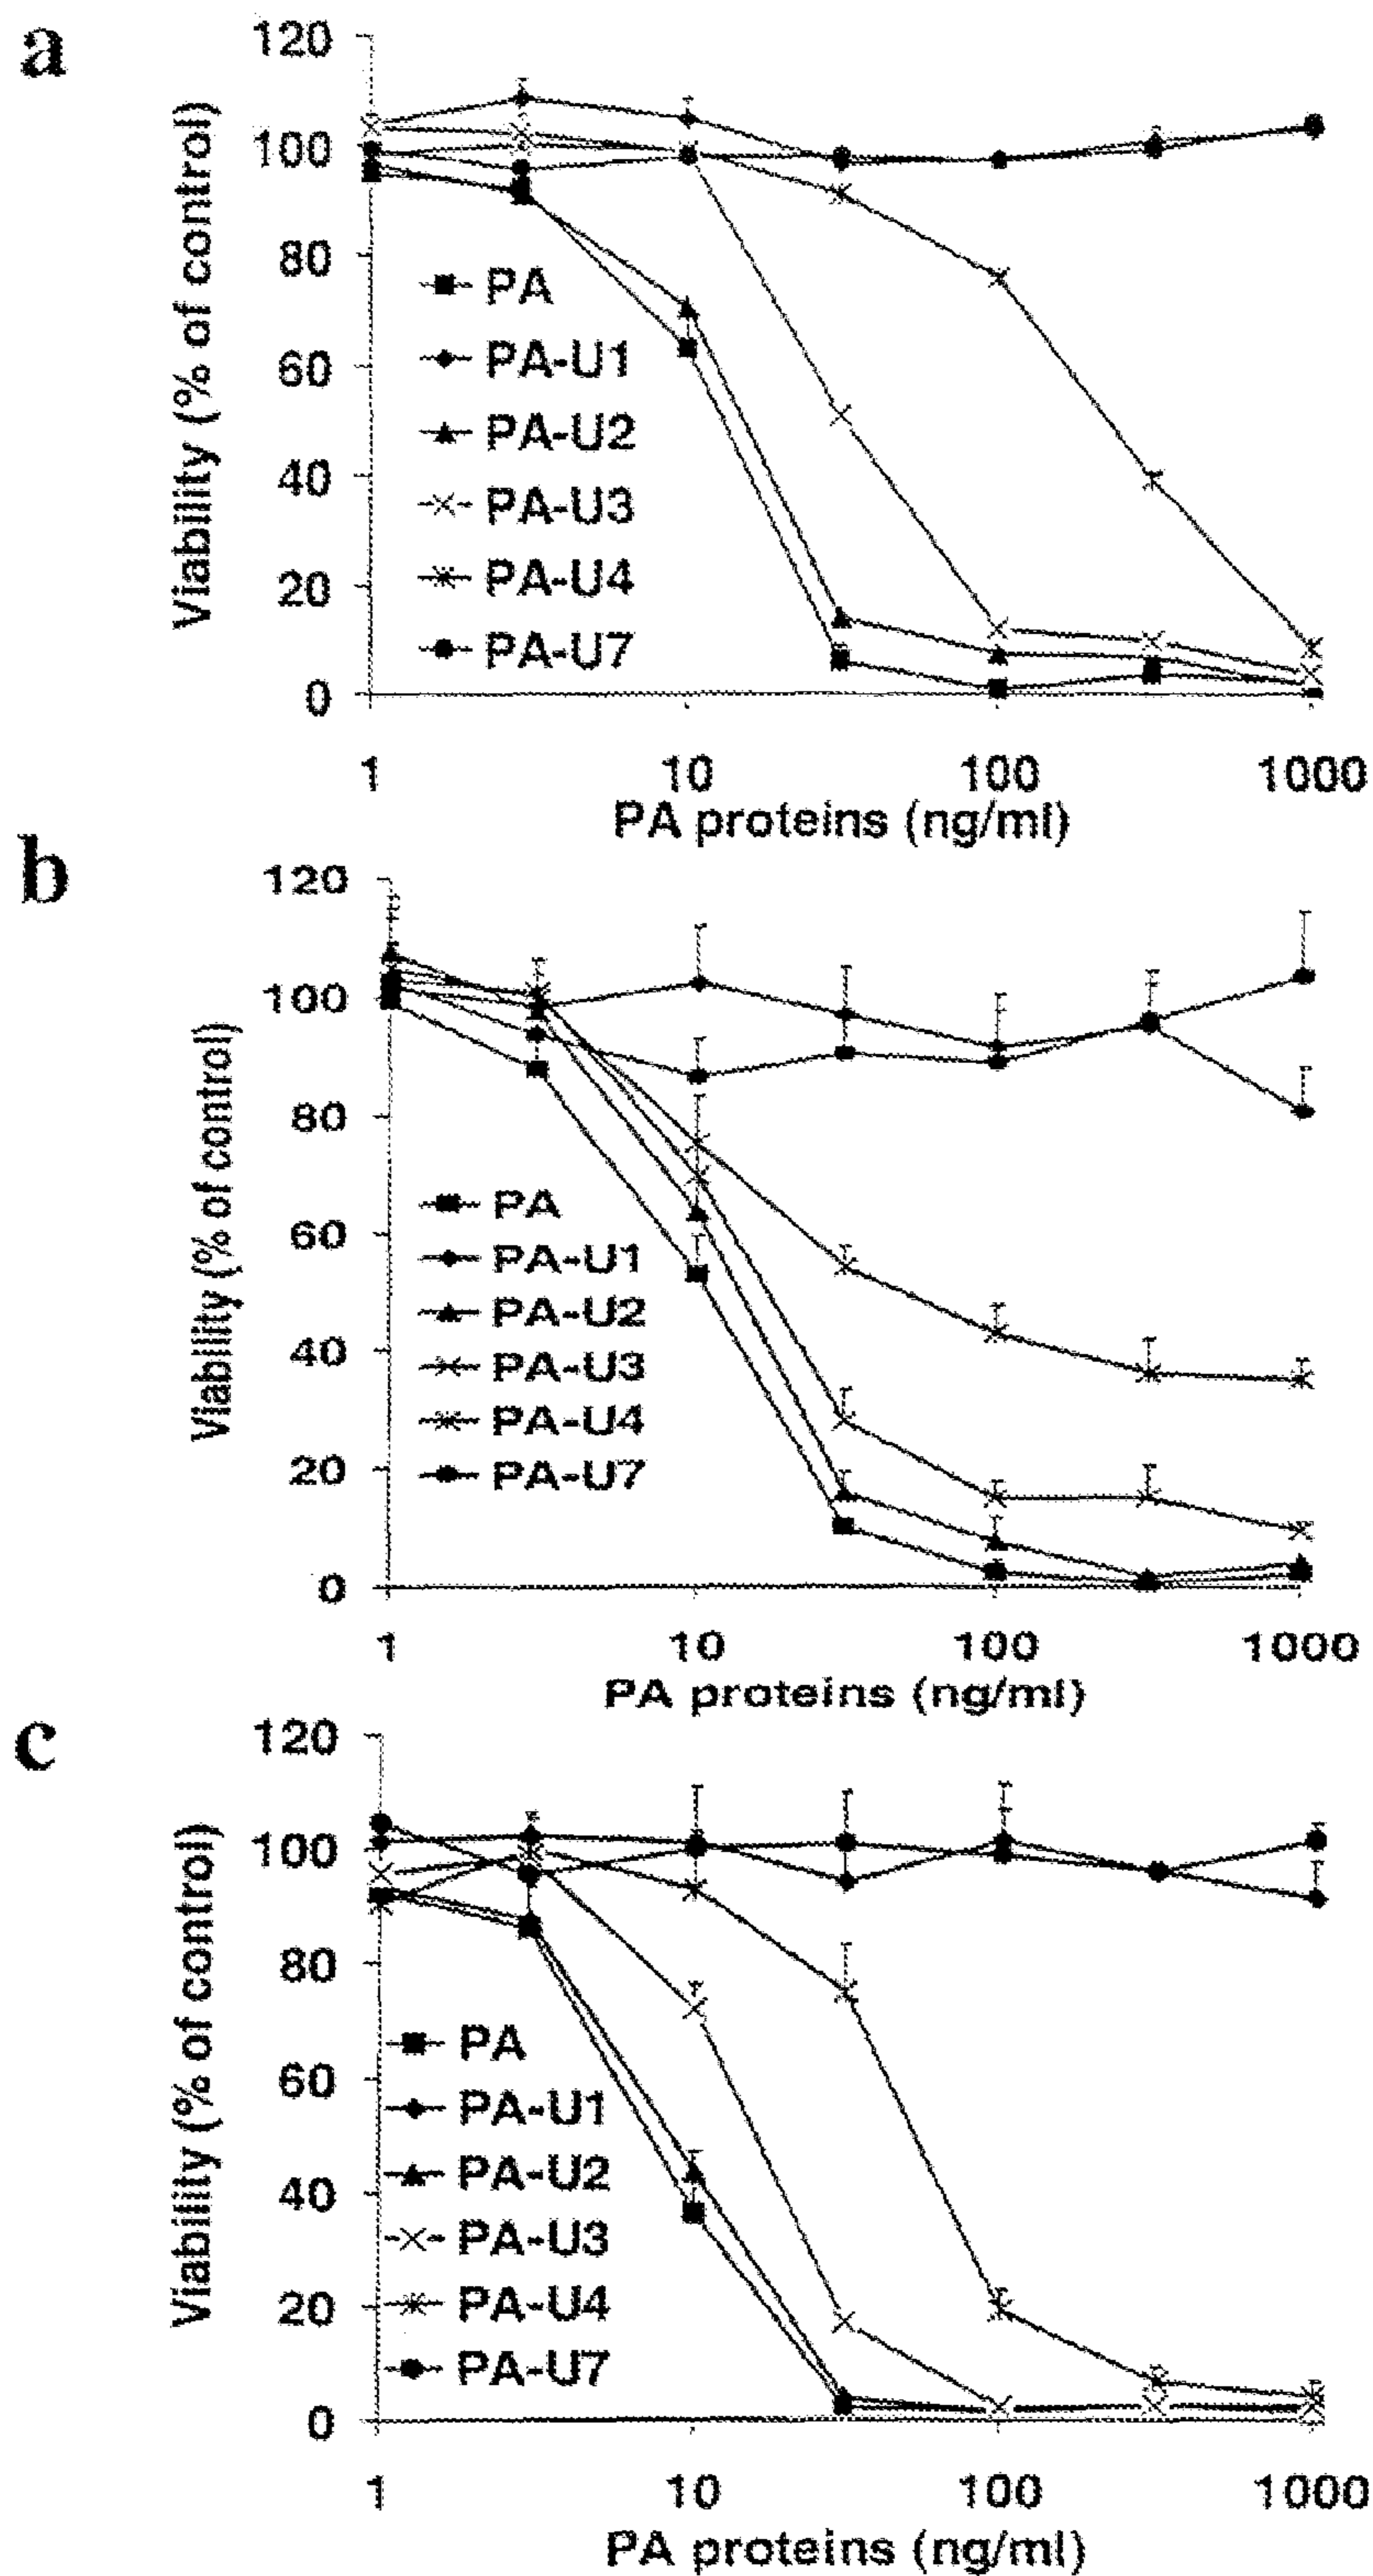 a
120
100
80
60
40
20
0
Viability (% of control)
PA
PA-U1
PA-U2
PA-U3
PA-U4
PA-U7
1 10 100 1000
PA proteins (ng/ml)
b
120
100
80
60
40
20
0
Viability (% of control)
PA
PA-U1
PA-U2
PA-U3
PA-U4
PA-U7
1 10 100 1000
PA proteins (ng/ml)
c
120
100
80
60
40
20
0
Viability (% of control)
PA
PA-U1
PA-U2
PA-U3
PA-U4
PA-U7
1 10 100 1000
PA proteins (ng/ml)